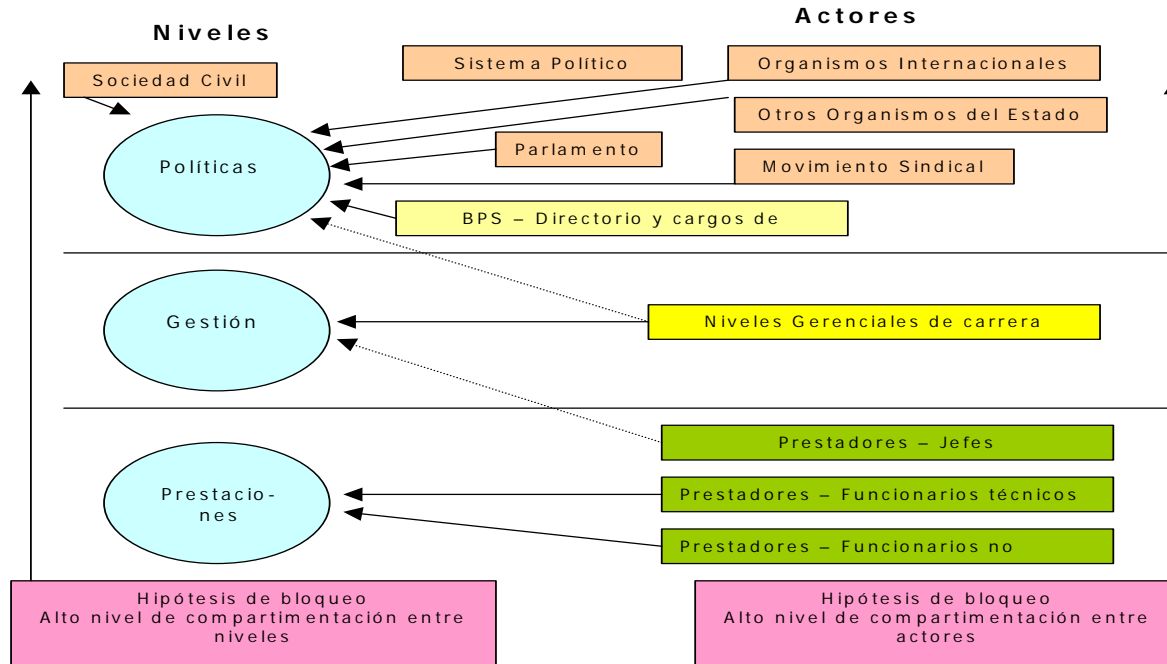 Niveles
Actores
Sociedad Civil
Sistema Político
Organismos Internacionales
Otros Organismos del Estado
Parlamento
Movimiento Sindical
Políticas
BPS – Directorio y cargos de
Gestión
Niveles Gerenciales de carrera
Prestadores – Jefes
Prestacio-
nes
Prestadores – Funcionarios técnicos
Prestadores – Funcionarios no
Hipótesis de bloqueo
Alto nivel de compartimentación entre
niveles
Hipótesis de bloqueo
Alto nivel de compartimentación entre
actores